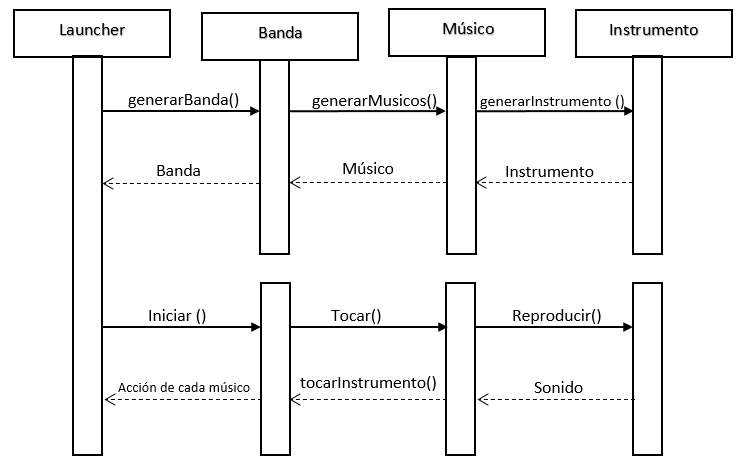 Launcher
Banda
Músico
Instrumento
generarBanda()
generarMusicos()
generarInstrumento ()
Banda
Músico
Instrumento
Iniciar ()
Tocar()
Reproducir()
Acción de cada músico
tocarInstrumento()
Sonido